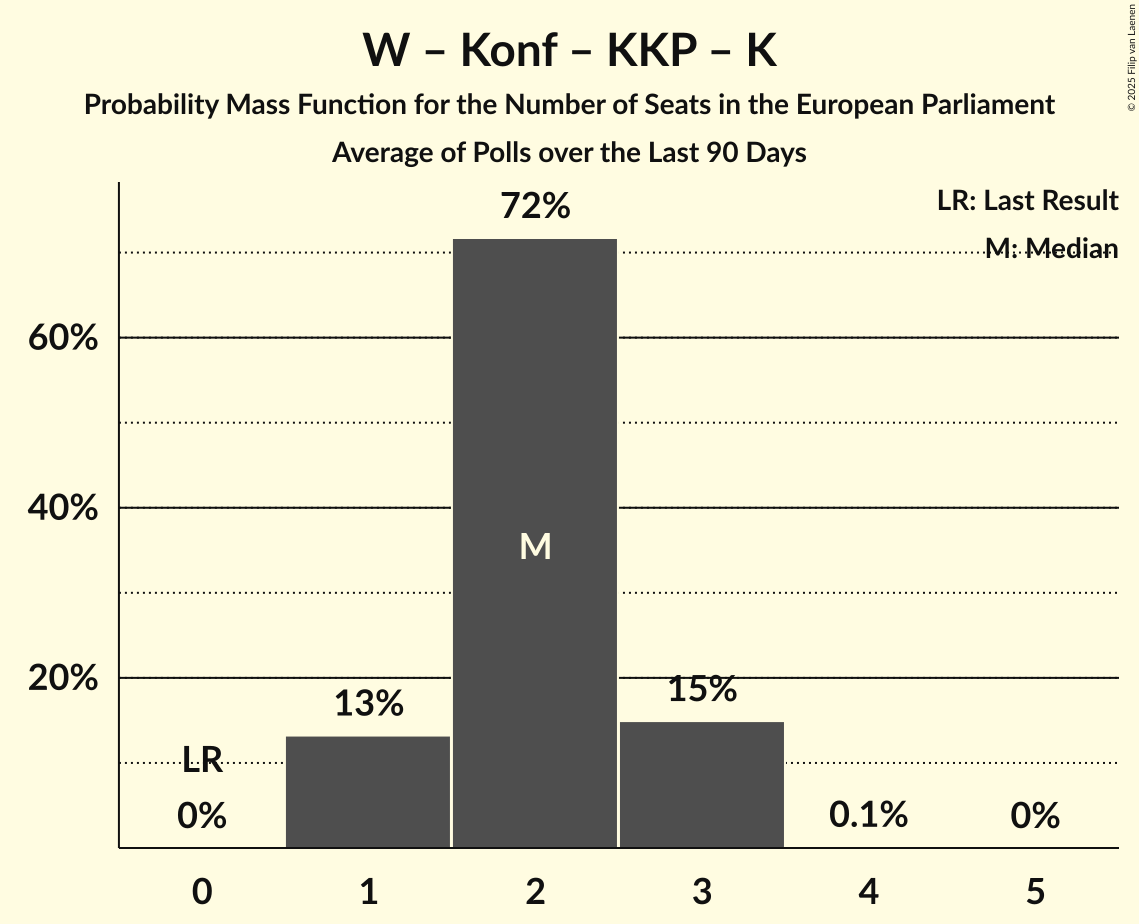 W – Konf – KKP – K
Probability Mass Function for the Number of Seats in the European Parliament
Average of Polls over the Last 90 Days
© 2025 Filip van Laenen
LR: Last Result
M: Median
72%
60%
40%
M
20%
13%
15%
LR
0%
0.1%
0%
0 1 2 3 4 5